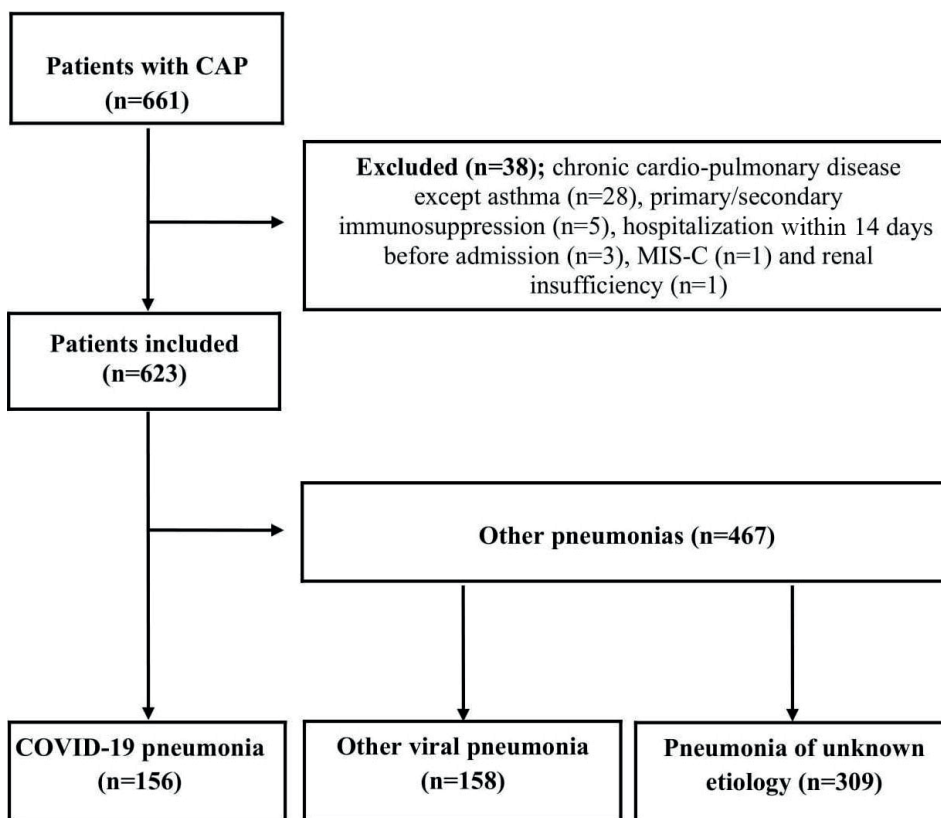 Patients with CAP
(n=661)
Excluded (n=38); chronic cardio-pulmonary disease
except asthma (n=28), primary/secondary
immunosuppression (n=5), hospitalization within 14 days
before admission (n=3), MIS-C (n=1) and renal
insufficiency (n=1)
Patients included
(n=623)
Other pneumonias (n=467)
COVID-19 pneumonia
(n=156)
Other viral pneumonia
(n=158)
Pneumonia of unknown
etiology (n=309)